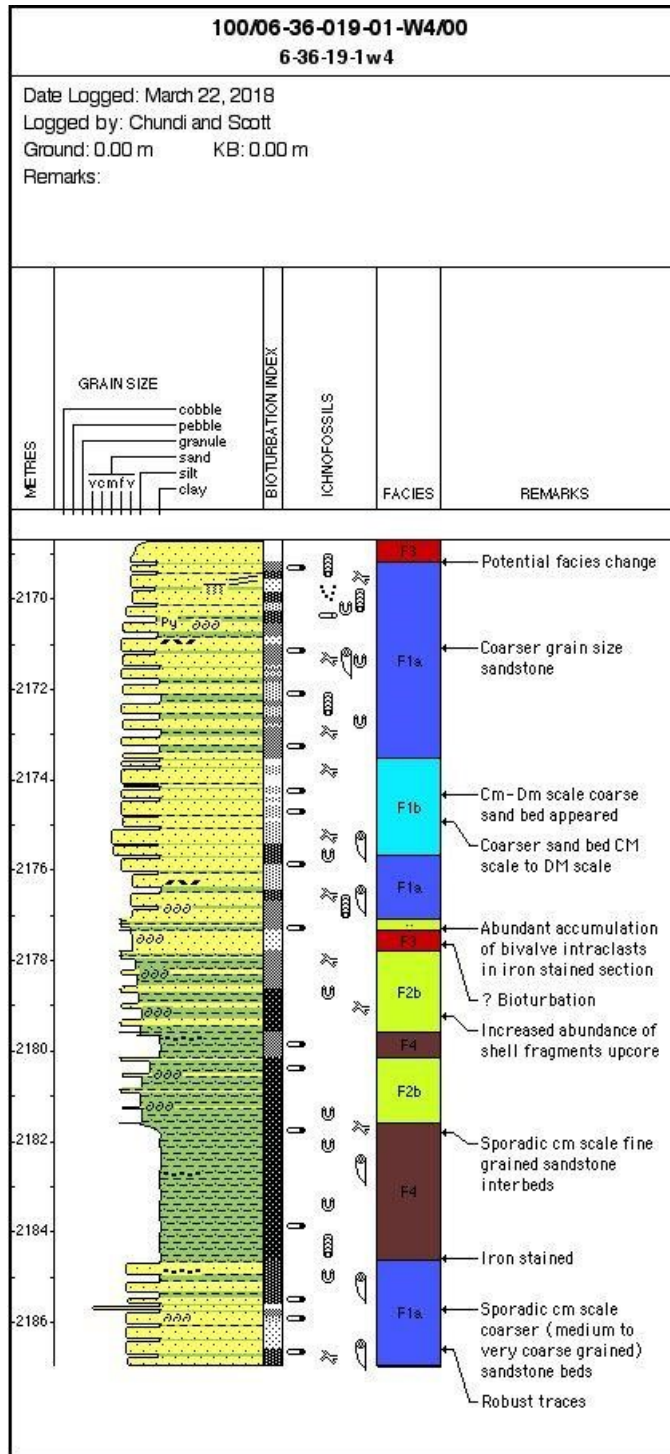 100/06-36-019-01-W4/00
6-36-19-1w4
Date Logged: March 22, 2018
Logged by: Chundi and Scott
Ground: 0.00 m KB: 0.00 m
Remarks:
METRES
GRAIN SIZE
cobble
pebble
granule
sand
vcmfv
silt
clay
BIOTURBATION INDEX
ICHNOFOSSILS
FACIES
REMARKS
F3
Potential facies change
2170
Py
Coarser grain size
sandstone
F1a
2172
2174
Cm-Dm scale coarse
sand bed appeared
F1b
Coarser sand bed CM
scale to DM scale
2176
F1a
Abundant accumulation
of bivalve intraclasts
in iron stained section
F3
2178
? Bioturbation
F2b
Increased abundance of
shell fragments upcore
2180
F4
F2b
2182
Sporadic cm scale fine
grained sandstone
interbeds
F4
2184
Iron stained
F1a
2186
Sporadic cm scale
coarser (medium to
very coarse grained)
sandstone beds
Robust traces